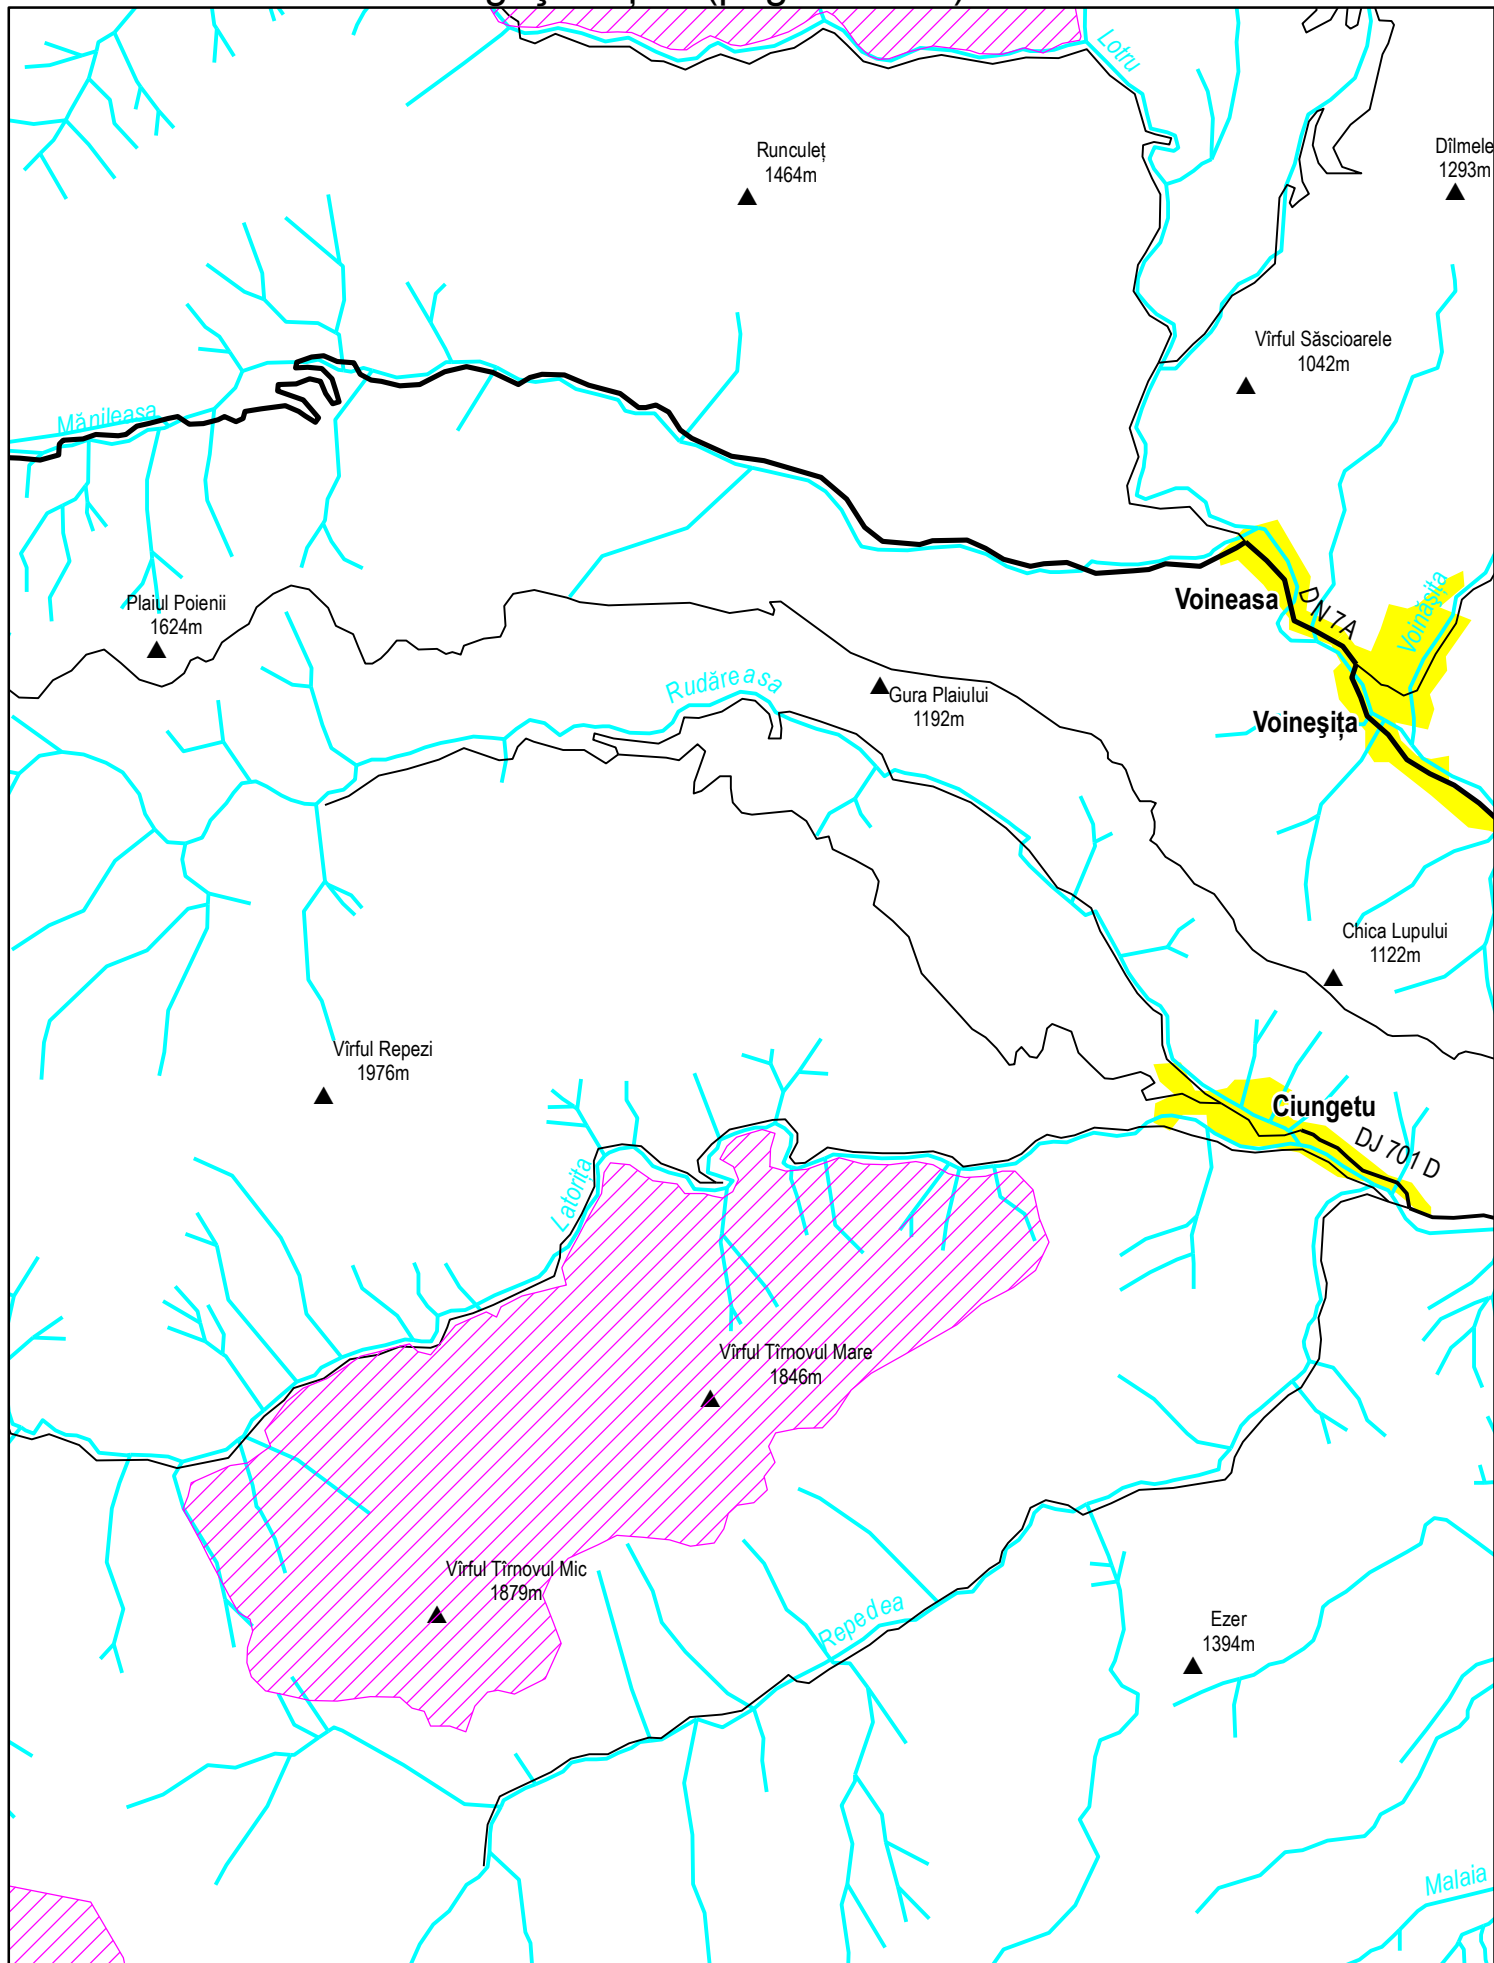 Lotru
Runculeț
1464m
Dîlmele
1293m
Vîrful Săscioarele
1042m
Mănileasa
Plaiul Poienii
1624m
Voineasa
DN 7A
Voinăşița
Rudăreasa
Gura Plaiului
1192m
Voineşița
Chica Lupului
1122m
Vîrful Repezi
1976m
Ciungetu
DJ 701 D
Latorița
Vîrful Tîrnovul Mare
1846m
Vîrful Tîrnovul Mic
1879m
Repedea
Ezer
1394m
Malaia